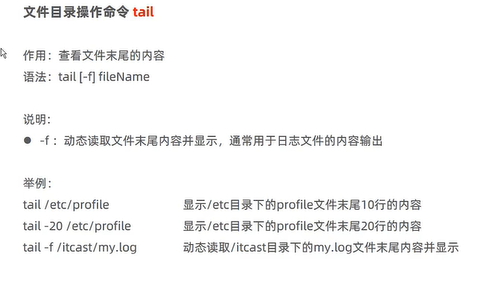 文件目录操作命令 tail
作用：查看文件末尾的内容
语法：tail [-f] fileName
说明：
● -f ：动态读取文件末尾内容并显示，通常用于日志文件的内容输出
举例：
tail /etc/profile 显示/etc目录下的profile文件末尾10行的内容
tail -20 /etc/profile 显示/etc目录下的profile文件末尾20行的内容
tail -f /itcast/my.log 动态读取/itcast目录下的my.log文件末尾内容并显示